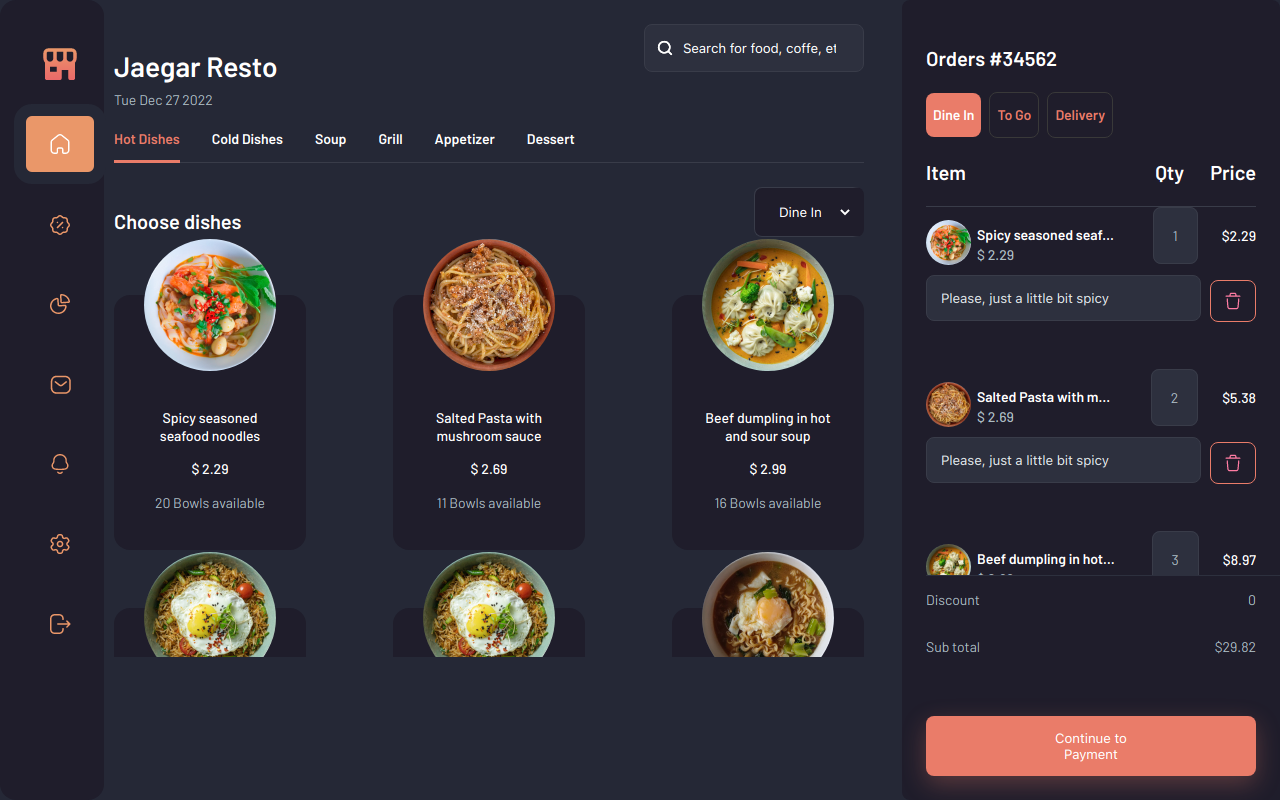 Jaegar Resto
Tue Dec 27 2022
Search for food, coffe, et
Hot Dishes
Cold Dishes
Soup
Grill
Appetizer
Dessert
Choose dishes
Dine In
Spicy seasoned
seafood noodles
$ 2.29
20 Bowls available
Salted Pasta with
mushroom sauce
$ 2.69
11 Bowls available
Beef dumpling in hot
and sour soup
$ 2.99
16 Bowls available
Orders #34562
Dine In
To Go
Delivery
Item
Qty
Price
Spicy seasoned seaf...
$ 2.29
1
$2.29
Please, just a little bit spicy
Salted Pasta with m...
$ 2.69
2
$5.38
Please, just a little bit spicy
Beef dumpling in hot...
3
$8.97
Discount
0
Sub total
$29.82
Continue to
Payment